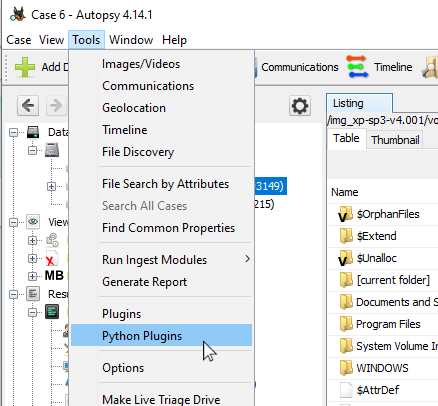 Case 6 - Autopsy 4.14.1
Case View Tools Window Help
Add D
Communications
Timeline
Images/Videos
Communications
Geolocation
Timeline
File Discovery
File Search by Attributes
Search All Cases
Find Common Properties
Run Ingest Modules
Generate Report
Plugins
Python Plugins
Options
Make Live Triage Drive
Data
3149)
215)
View
MB
Resu
Listing
/img_xp-sp3-v4.001/vo
Table Thumbnail
Name
$OrphanFiles
$Extend
$Unalloc
[current folder]
Documents and S
Program Files
System Volume In
WINDOWS
$AttrDef